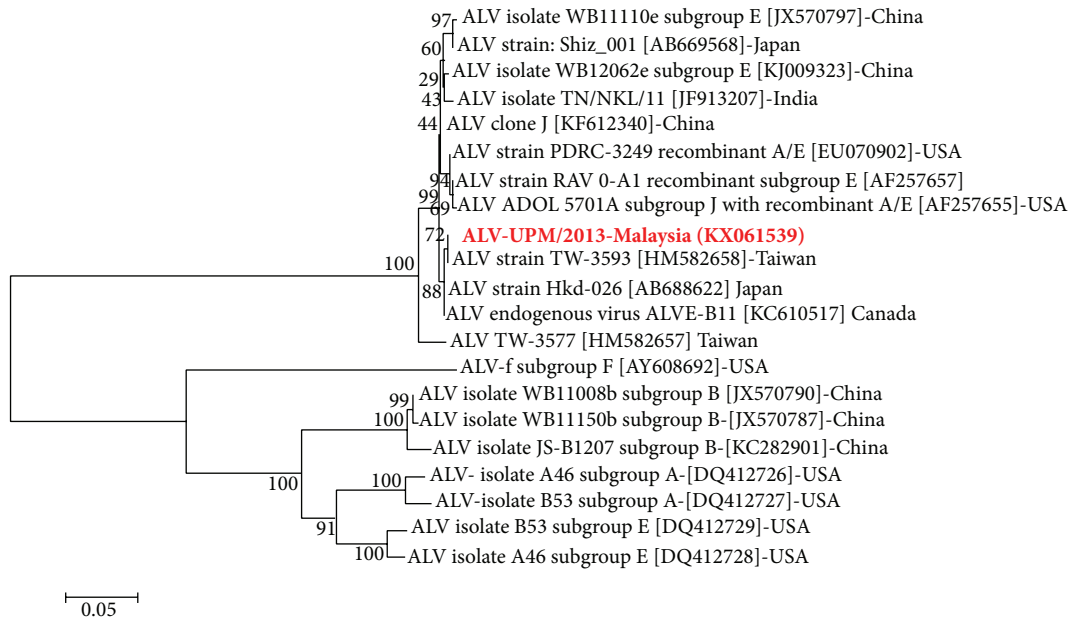 97
ALV isolate WB11110e subgroup E [JX570797]-China
60
ALV strain: Shiz_001 [AB669568]-Japan
29
ALV isolate WB12062e subgroup E [KJ009323]-China
43
ALV isolate TN/NKL/11 [JF913207]-India
44
ALV clone J [KF612340]-China
ALV strain PDRC-3249 recombinant A/E [EU070902]-USA
94
ALV strain RAV 0-A1 recombinant subgroup E [AF257657]
99
69
ALV ADOL 5701A subgroup J with recombinant A/E [AF257655]-USA
72
ALV-UPM/2013-Malaysia (KX061539)
100
ALV strain TW-3593 [HM582658]-Taiwan
88
ALV strain Hkd-026 [AB688622] Japan
ALV endogenous virus ALVE-B11 [KC610517] Canada
ALV TW-3577 [HM582657] Taiwan
ALV-f subgroup F [AY608692]-USA
99
ALV isolate WB11008b subgroup B [JX570790]-China
100
ALV isolate WB11150b subgroup B-[JX570787]-China
ALV isolate JS-B1207 subgroup B-[KC282901]-China
100
100
ALV- isolate A46 subgroup A-[DQ412726]-USA
ALV-isolate B53 subgroup A-[DQ412727]-USA
91
ALV isolate B53 subgroup E [DQ412729]-USA
100
ALV isolate A46 subgroup E [DQ412728]-USA
0.05